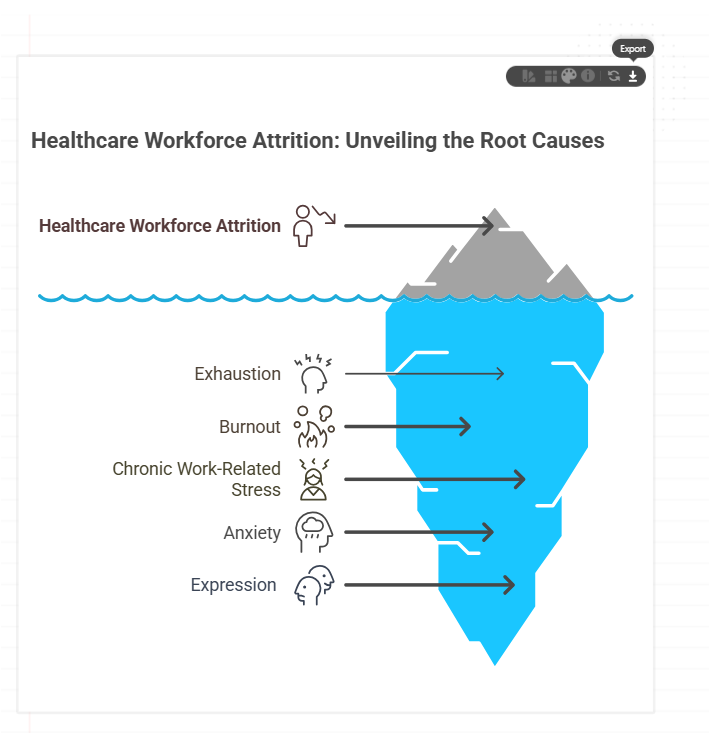 Export
Healthcare Workforce Attrition: Unveiling the Root Causes
Healthcare Workforce Attrition
Exhaustion
Burnout
Chronic Work-Related
Stress
Anxiety
Expression